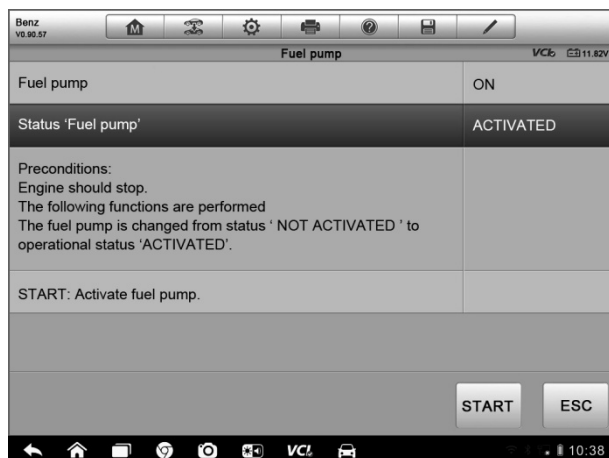 Benz
V0.90.57
M
Fuel pump
VCI
11.82V
Fuel pump
ON
Status ‘Fuel pump’
ACTIVATED
Preconditions:
Engine should stop.
The following functions are performed
The fuel pump is changed from status ‘ NOT ACTIVATED ’ to
operational status ‘ACTIVATED’.
START: Activate fuel pump.
START
ESC
VCI
10:38